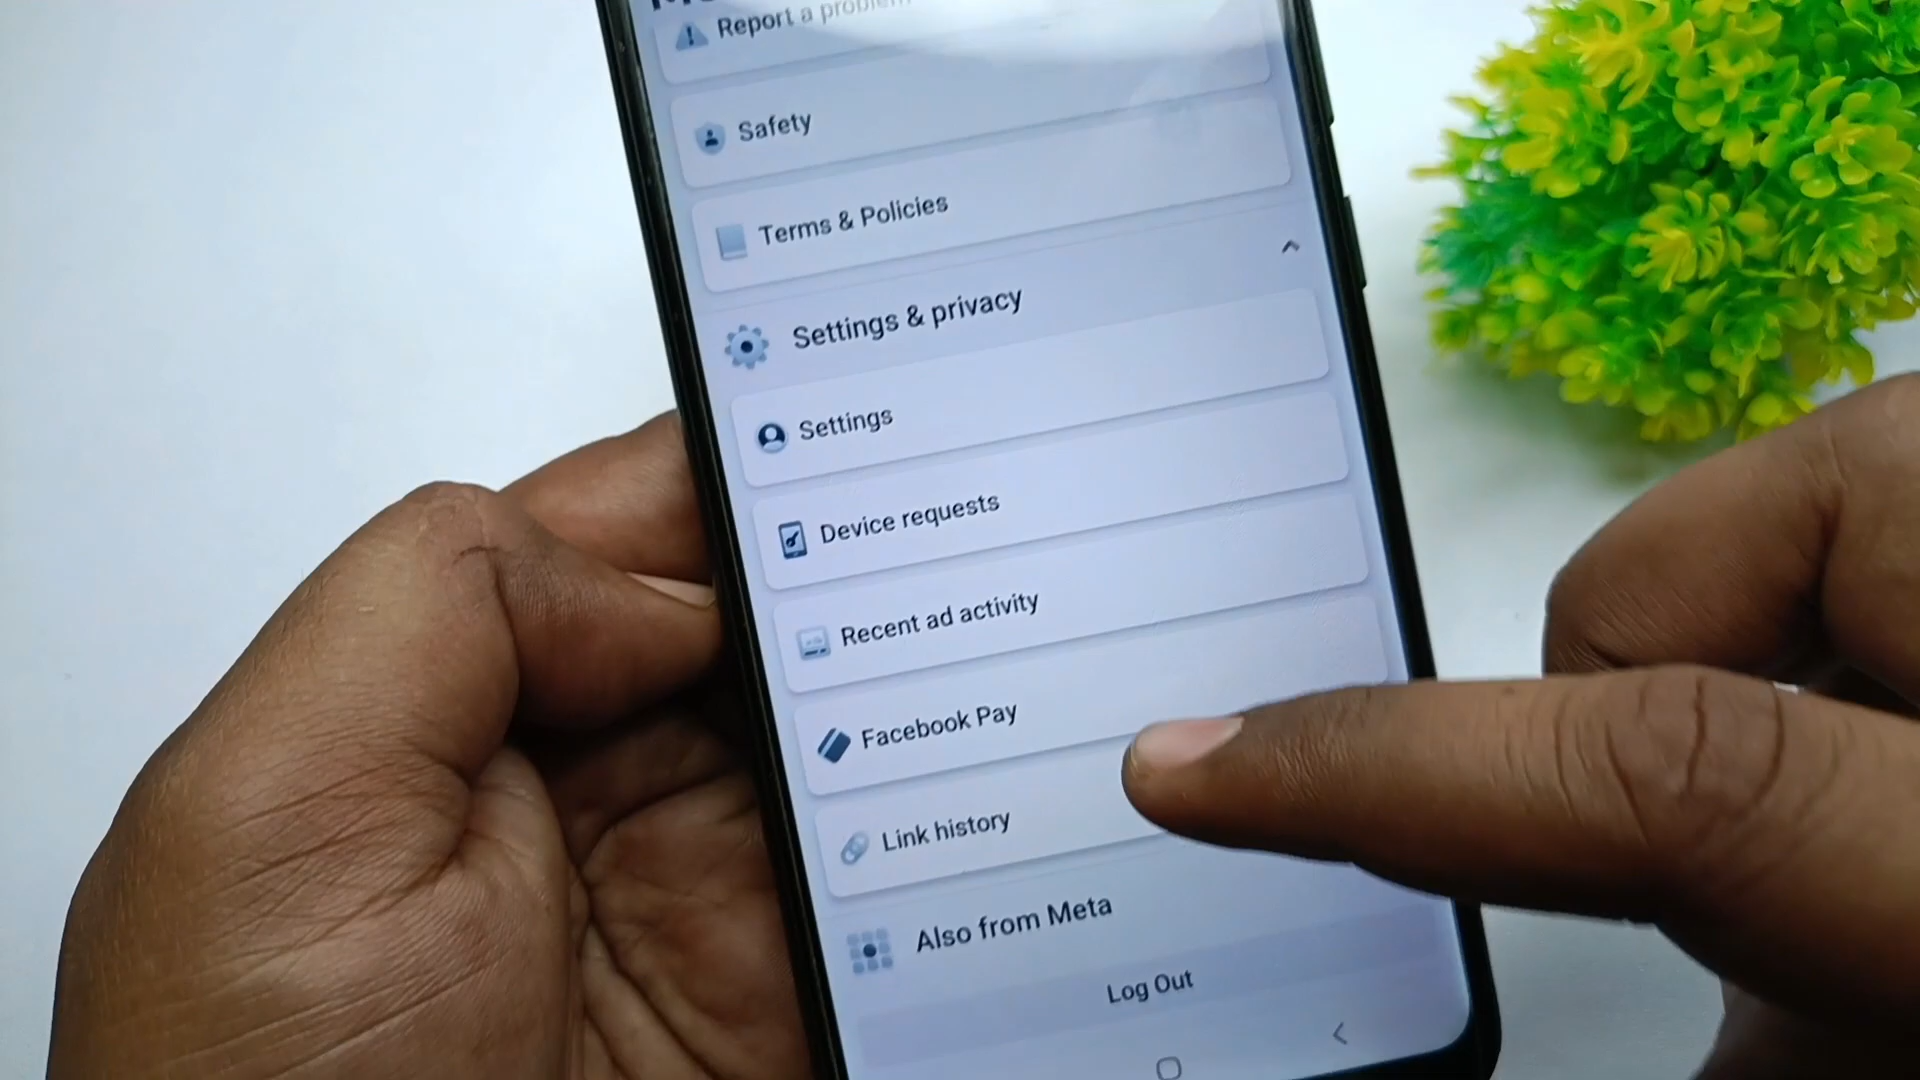 Report a problem
Safety
Terms & Policies
Settings & privacy
Settings
Device requests
Recent ad activity
Facebook Pay
Link history
Also from Meta
Log Out